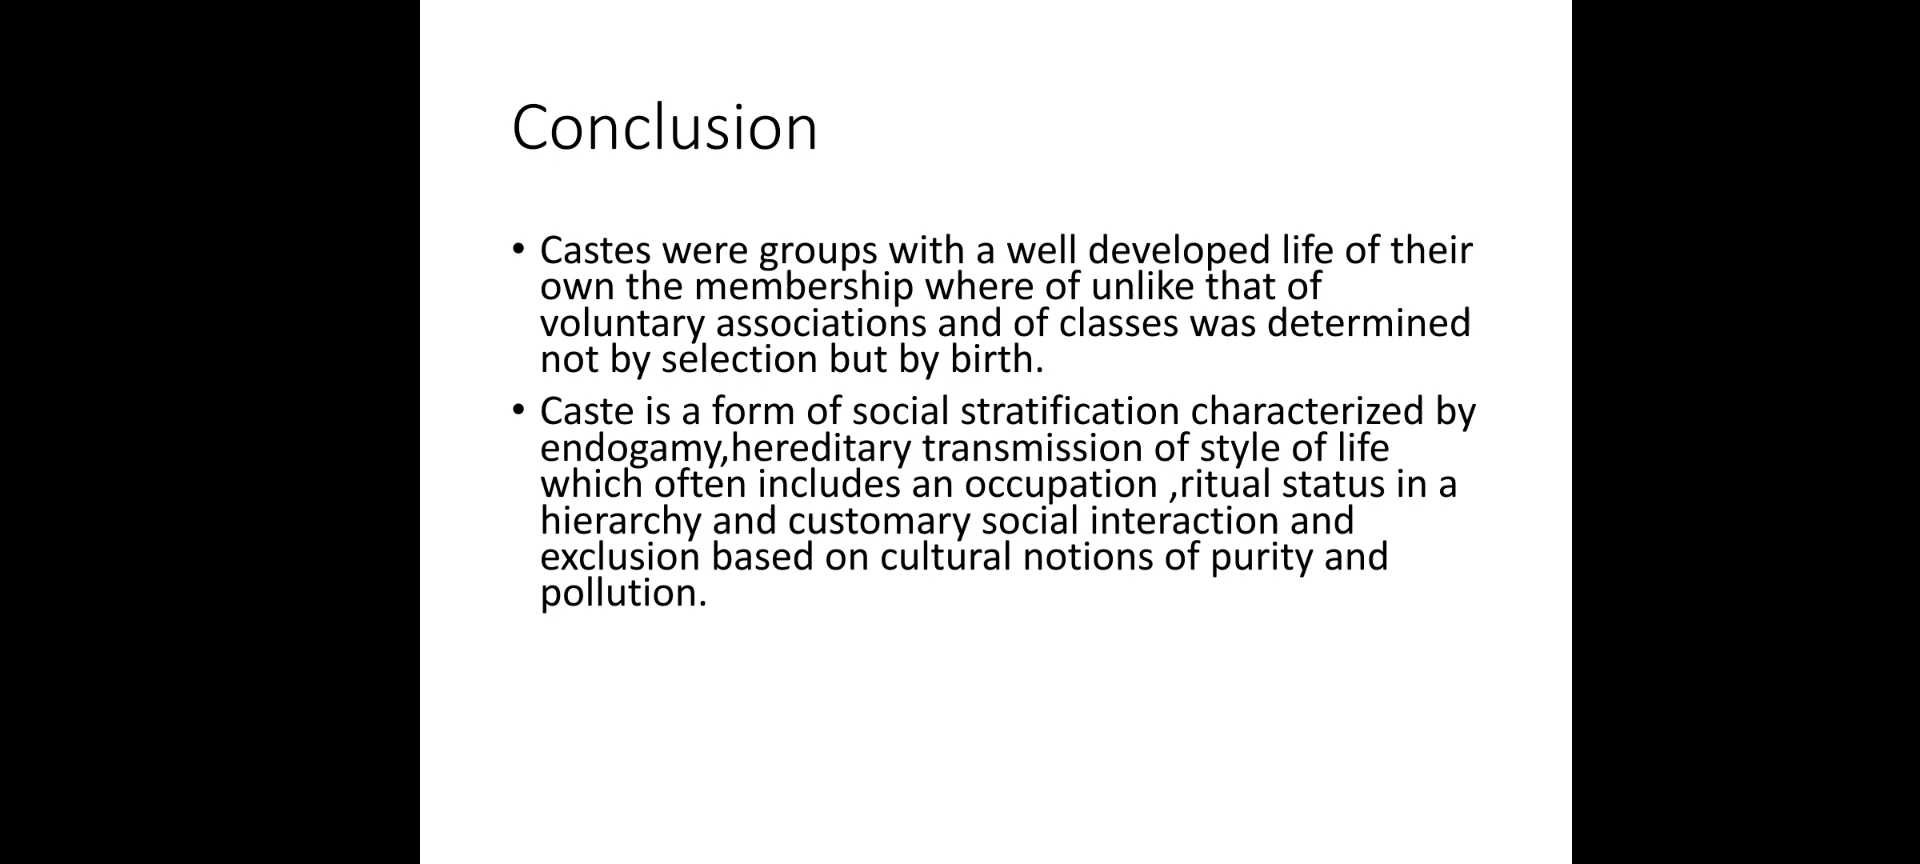 Conclusion
• Castes were groups with a well developed life of their
own the membership where of unlike that of
voluntary associations and of classes was determined
not by selection but by birth.
• Caste is a form of social stratification characterized by
endogamy,hereditary transmission of style of life
which often includes an occupation ,ritual status in a
hierarchy and customary social interaction and
exclusion based on cultural notions of purity and
pollution.